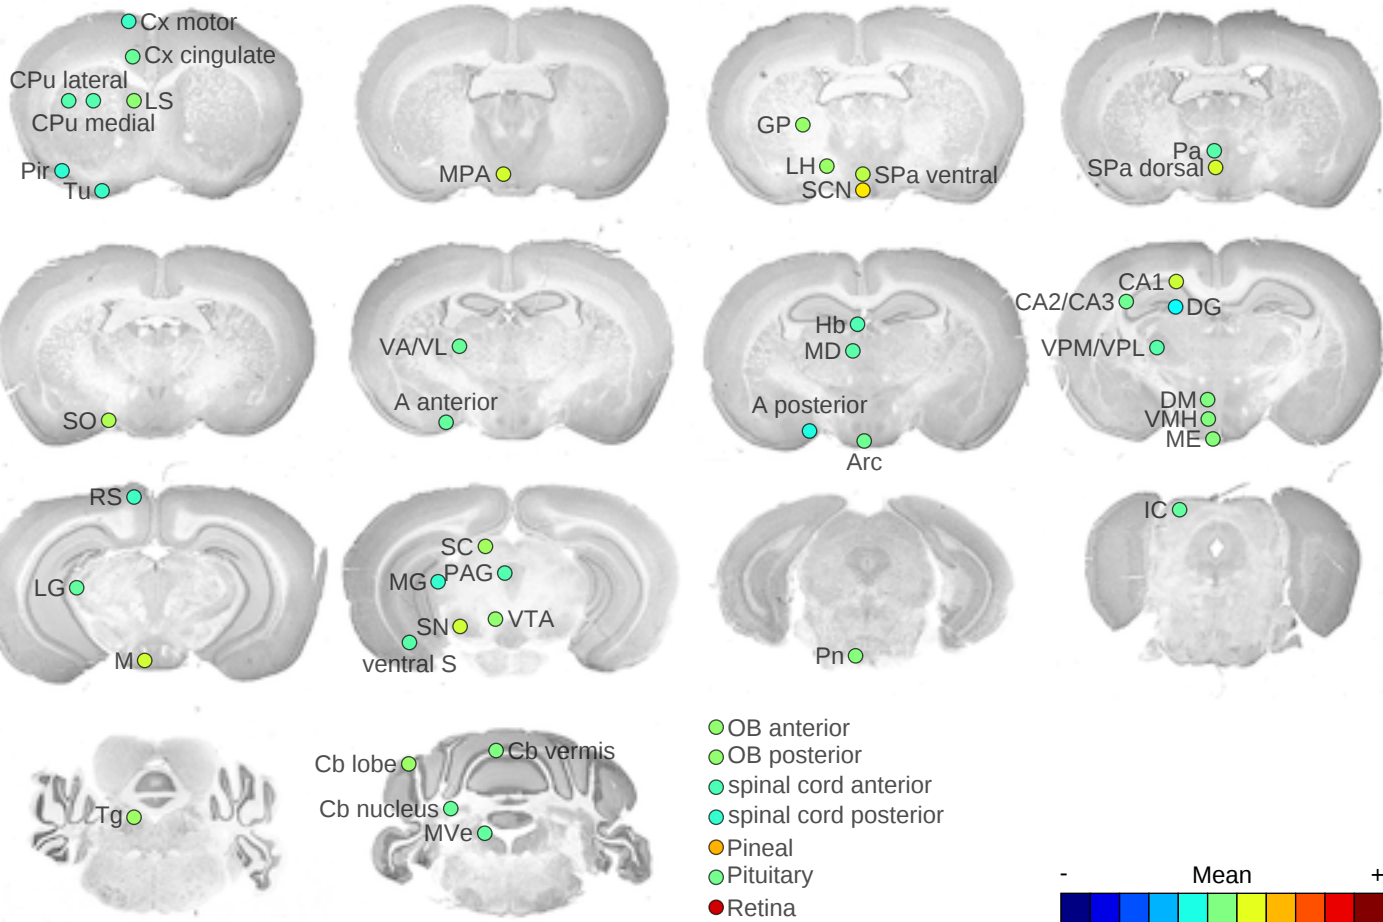 Cx motor
Cx cingulate
CPu lateral
LS
CPu medial
Pir
Tu
MPA
GP
LH
SPa ventral
SCN
Pa
SPa dorsal
SO
VA/VL
A anterior
Hb
MD
A posterior
Arc
CA1
CA2/CA3
DG
VPM/VPL
DM
VMH
ME
RS
LG
M
SC
MG
PAG
SN
VTA
ventral S
Pn
IC
Tg
Cb lobe
Cb vermis
Cb nucleus
MVe
OB anterior
OB posterior
spinal cord anterior
spinal cord posterior
Pineal
Pituitary
Retina
- Mean +